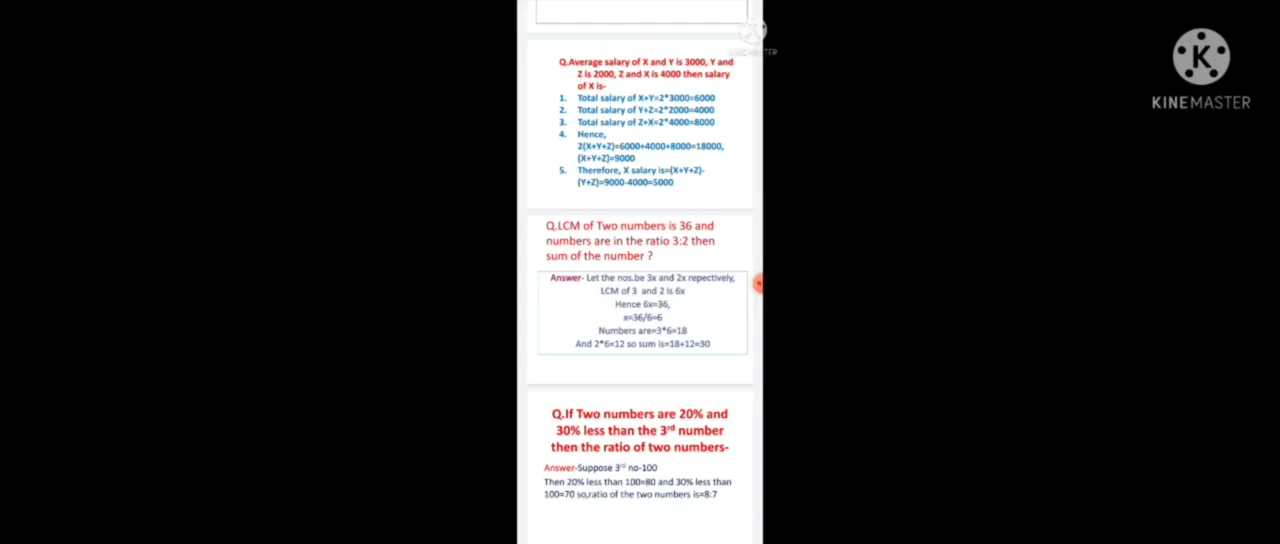 Q.Average salary of X and Y is 3000, Y and
Z is 2000, Z and X is 4000 then salary
of X is-
1. Total salary of X+Y=2*3000=6000
2. Total salary of Y+Z=2*2000=4000
3. Total salary of Z+X=2*4000=8000
4. Hence,
2(X+Y+Z)=6000+4000+8000=18000,
(X+Y+Z)=9000
5. Therefore, X salary is=(X+Y+Z)-
(Y+Z)=9000-4000=5000
Q.LCM of Two numbers is 36 and
numbers are in the ratio 3:2 then
sum of the number ?
Answer- Let the nos.be 3x and 2x repectively,
LCM of 3 and 2 is 6x
Hence 6x=36,
x=36/6=6
Numbers are=3*6=18
And 2*6=12 so sum is=18+12=30
Q.If Two numbers are 20% and
30% less than the 3rd number
then the ratio of two numbers-
Answer-Suppose 3rd no-100
Then 20% less than 100=80 and 30% less than
100=70 so,ratio of the two numbers is=8:7
K
KINEMASTER